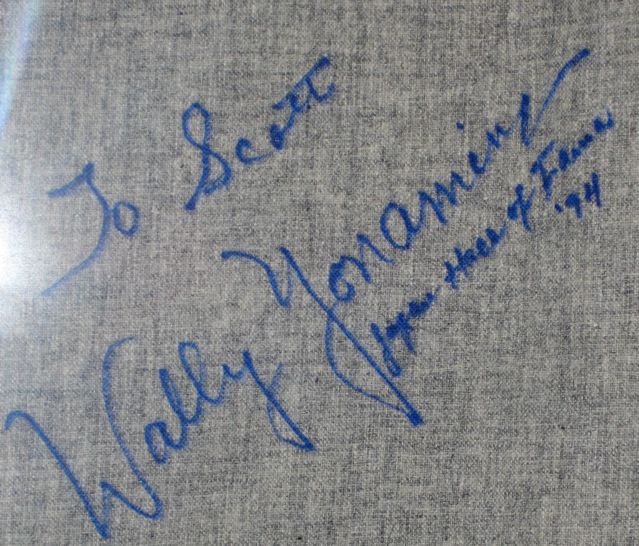 To Scott
Wally Yonamine
Japan Hall of Fame
'94